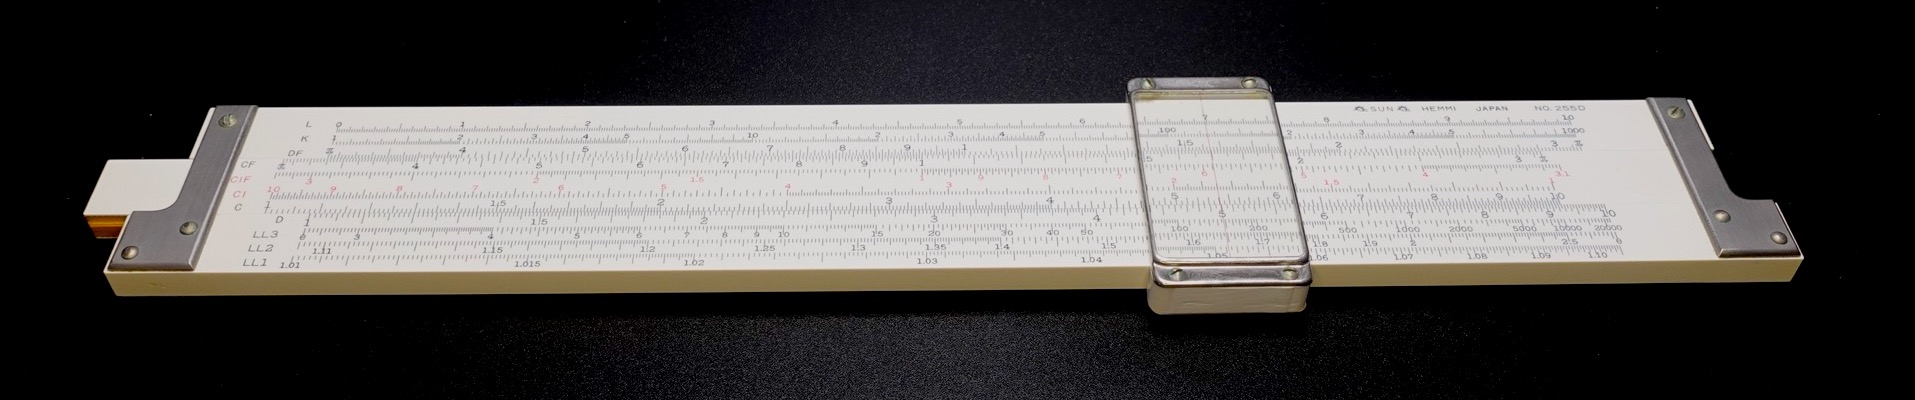 SUN HEMMI JAPAN NO. 2550
L 0 1 2 3 4 5 6 7 8 9 10
K 1 2 3 4 5 10 2 3 4 5 100 2 3 4 5 1000
DF π 4 5 6 7 8 9 1 1.5 2 3 π
CF π 4 5 6 7 8 9 1 5 2 3 π
CIF 3 2 1.5 1 9 8 7 6 5 4 3.1
CI 10 9 8 7 6 5 4 3 2 1.5 1
C 1 1.5 2 3 4 5 6 7 8 9 10
D 1 1.5 2 3 4 5 6 7 8 9 10
LL3 e 3 4 5 6 7 8 9 10 15 20 30 40 50 100 200 500 1000 2000 5000 10000 20000
LL2 1.11 1.15 1.2 1.25 1.3 1.35 1.4 1.5 1.6 1.7 1.8 1.9 2 2.5 e
LL1 1.01 1.015 1.02 1.03 1.04 1.05 1.06 1.07 1.08 1.09 1.10